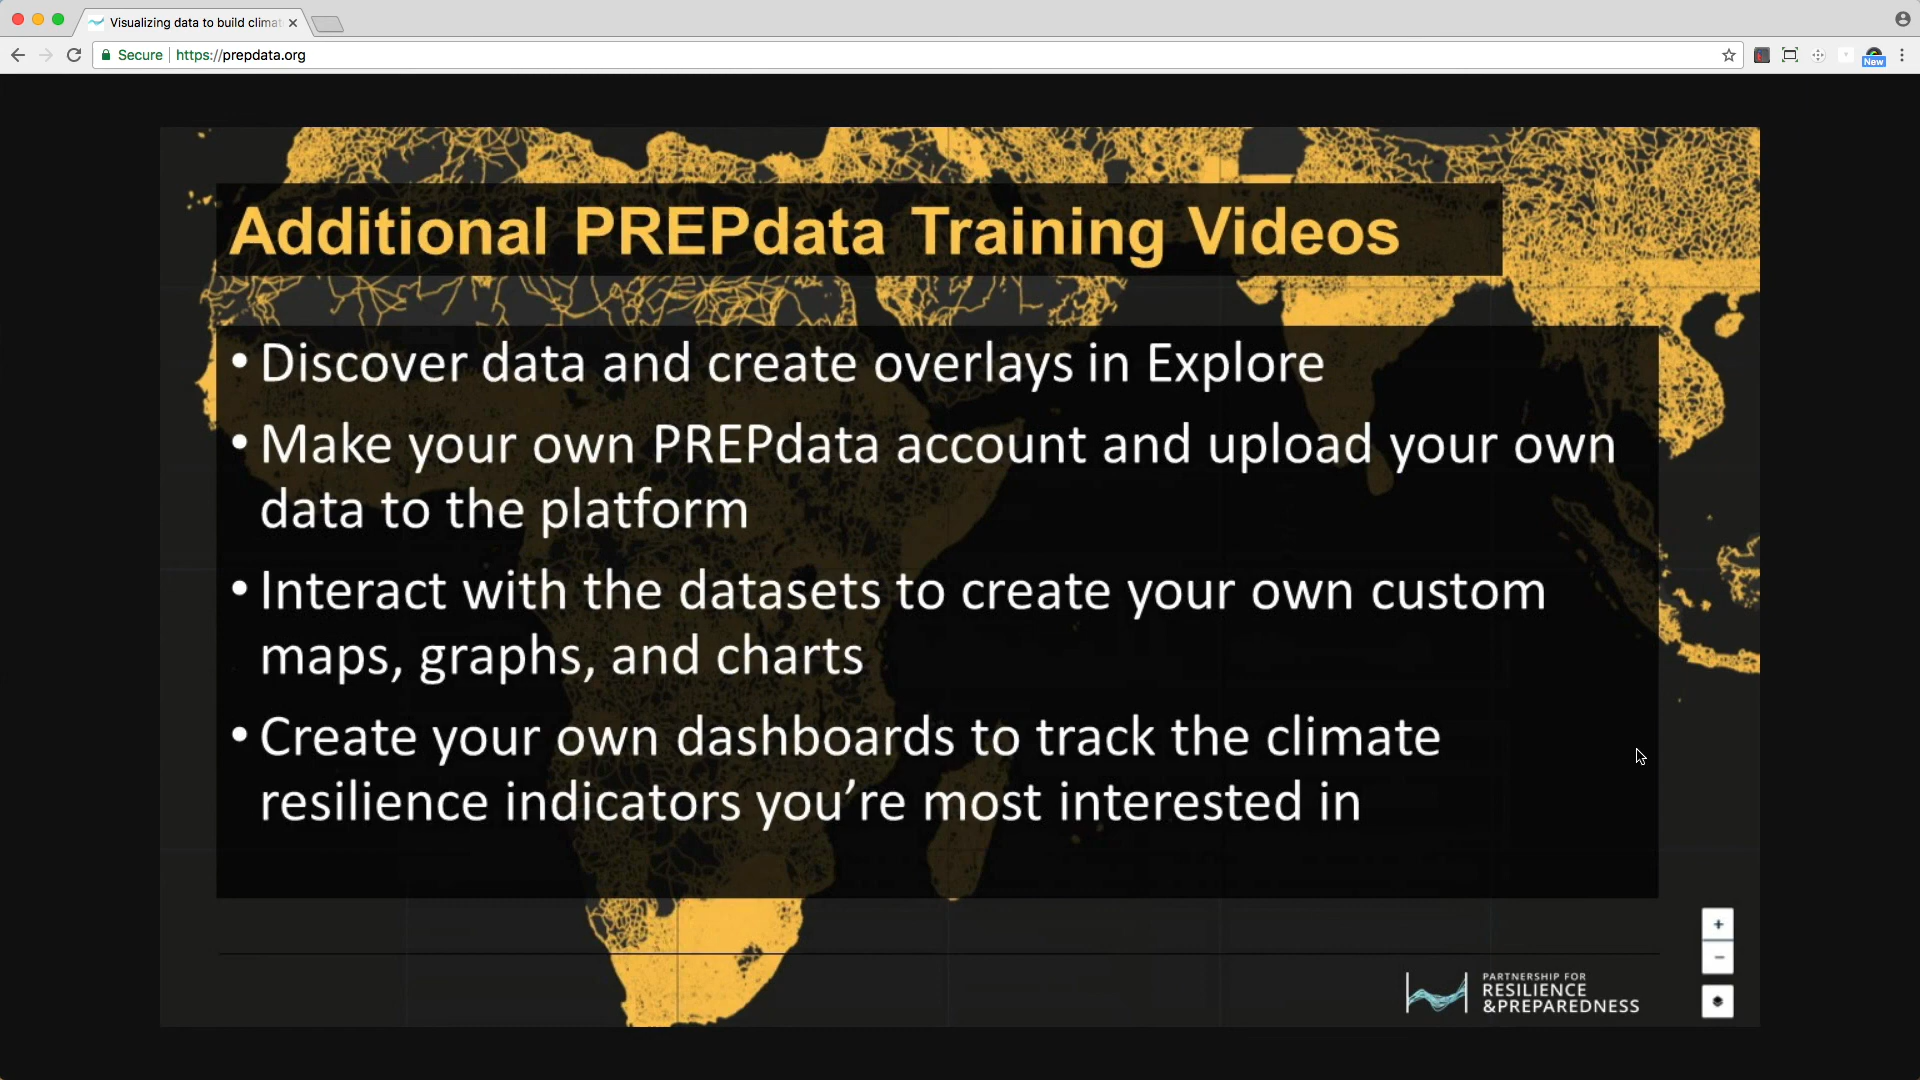 Visualizing data to build climat
Secure
https://prepdata.org
New
Additional PREPdata Training Videos
• Discover data and create overlays in Explore
• Make your own PREPdata account and upload your own
data to the platform
• Interact with the datasets to create your own custom
maps, graphs, and charts
• Create your own dashboards to track the climate
resilience indicators you’re most interested in
+
−
PARTNERSHIP FOR
RESILIENCE
&PREPAREDNESS